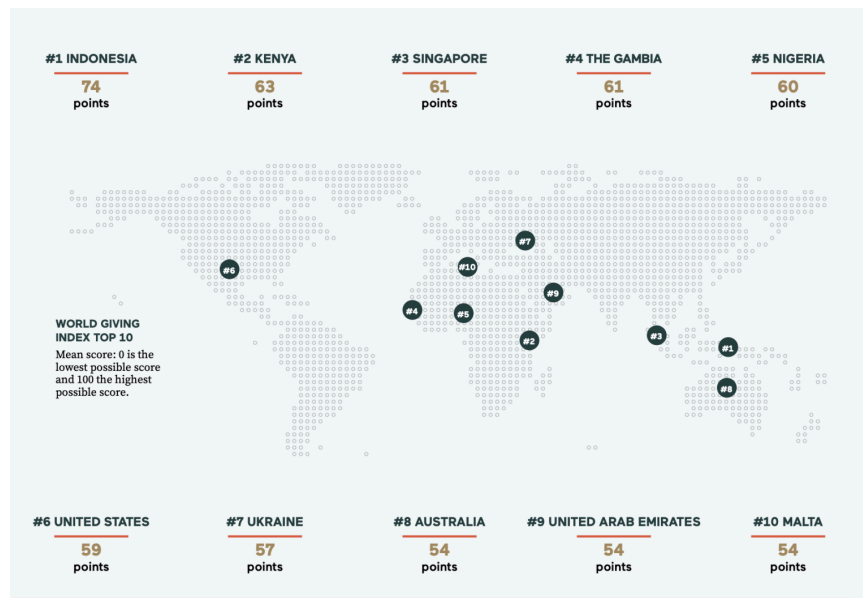 #1 INDONESIA
74
points
#2 KENYA
63
points
#3 SINGAPORE
61
points
#4 THE GAMBIA
61
points
#5 NIGERIA
60
points
#7
#6
#10
#9
#4
#5
#2
#3
#1
#8
WORLD GIVING
INDEX TOP 10
Mean score: 0 is the
lowest possible score
and 100 the highest
possible score.
#6 UNITED STATES
59
points
#7 UKRAINE
57
points
#8 AUSTRALIA
54
points
#9 UNITED ARAB EMIRATES
54
points
#10 MALTA
54
points